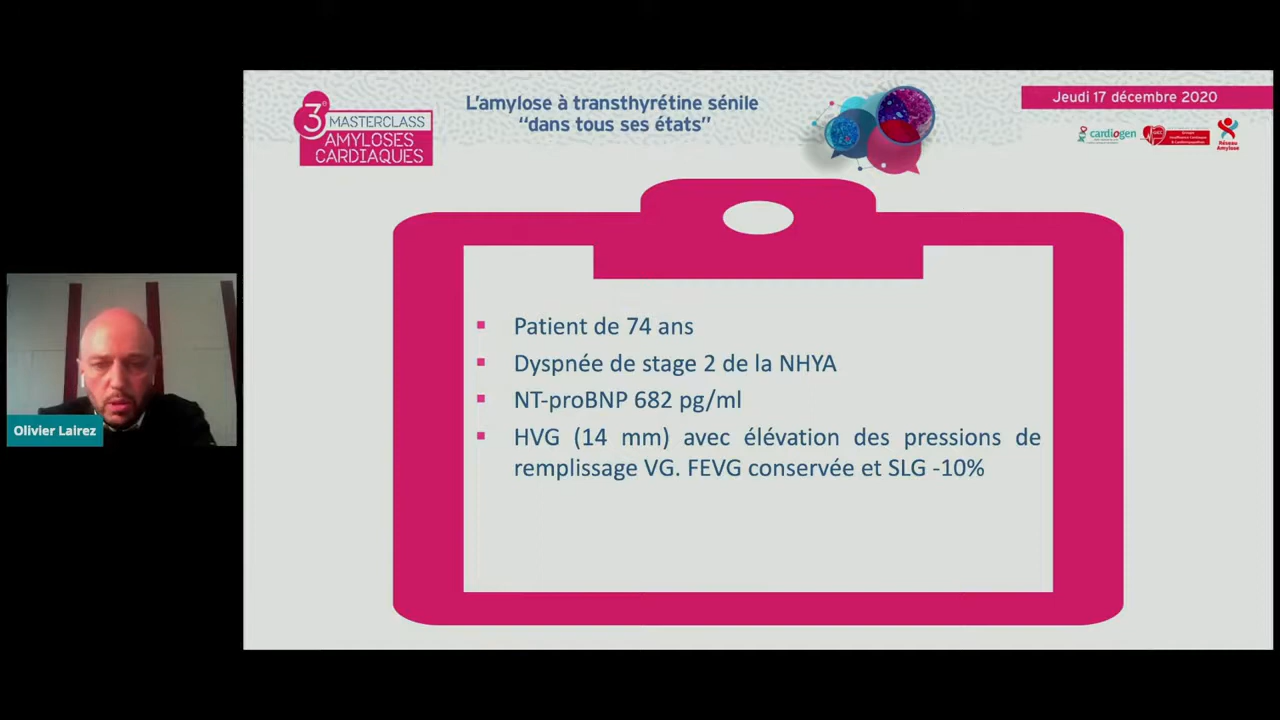 3e
MASTERCLASS
AMYLOSES
CARDIAQUES
L'amylose à transthyrétine sénile
"dans tous ses états"
Jeudi 17 décembre 2020
cardiogen
Réseau
Amylose
Patient de 74 ans
Dyspnée de stage 2 de la NHYA
NT-proBNP 682 pg/ml
HVG (14 mm) avec élévation des pressions de
remplissage VG. FEVG conservée et SLG -10%
Olivier Lairez